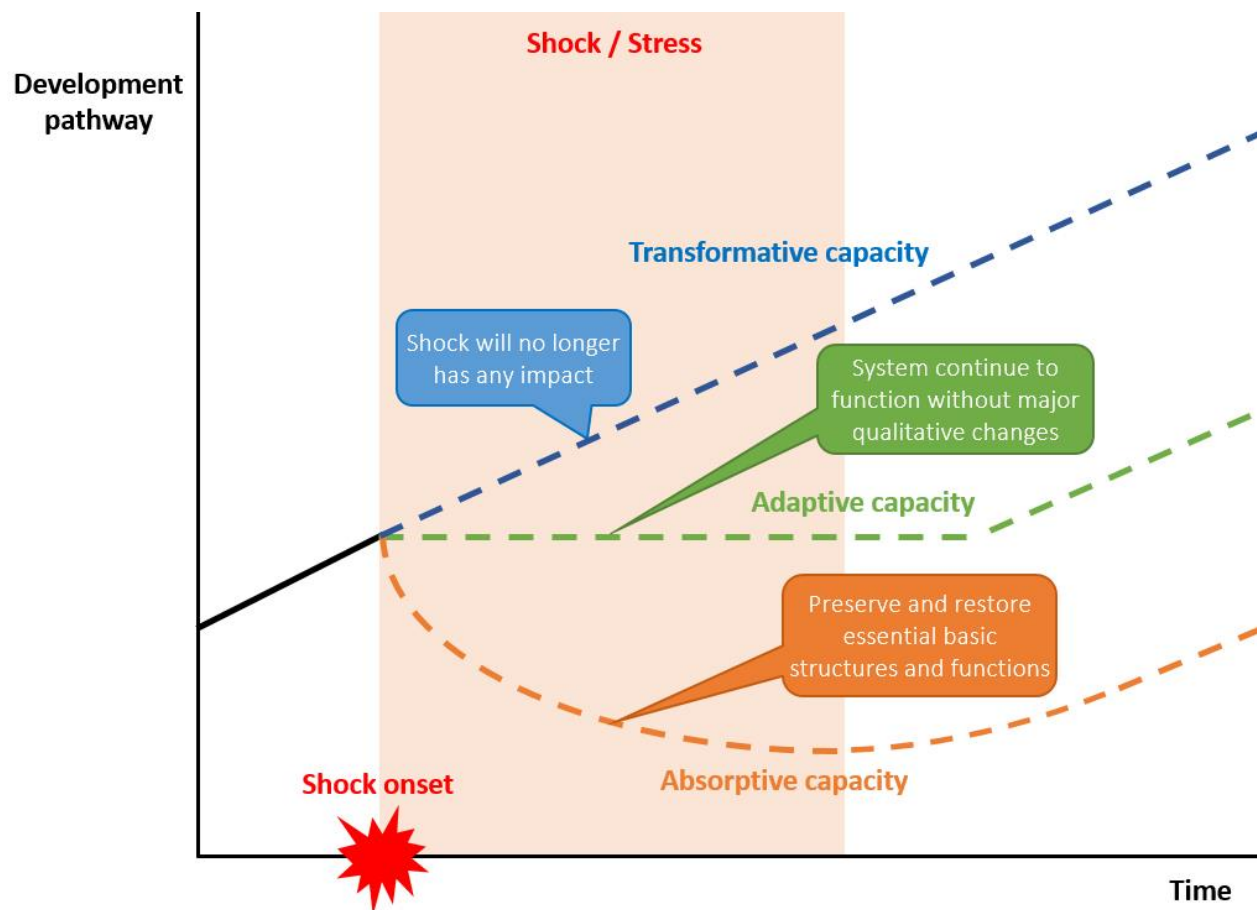 Shock / Stress
Development
pathway
Transformative capacity
Shock will no longer
has any impact
System continue to
function without major
qualitative changes
Adaptive capacity
Preserve and restore
essential basic
structures and functions
Absorptive capacity
Shock onset
Time